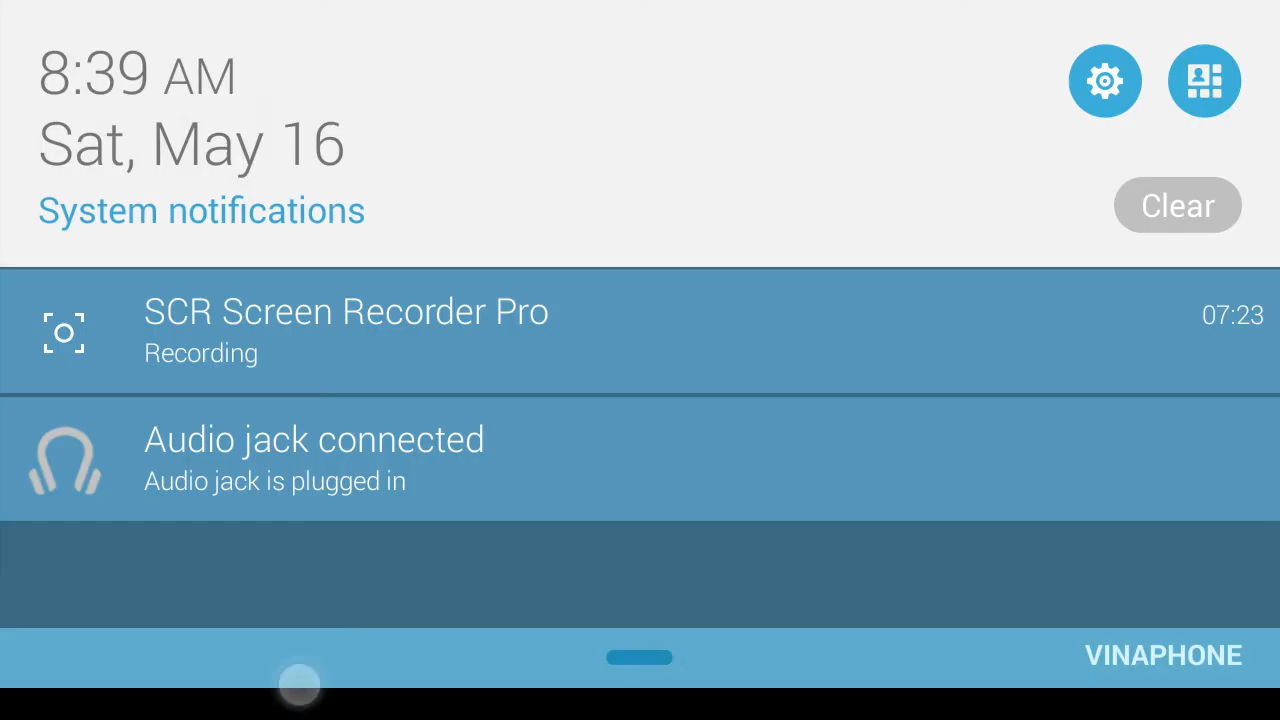 8:39 AM
Sat, May 16
System notifications
Clear
SCR Screen Recorder Pro
07:23
Recording
Audio jack connected
Audio jack is plugged in
VINAPHONE